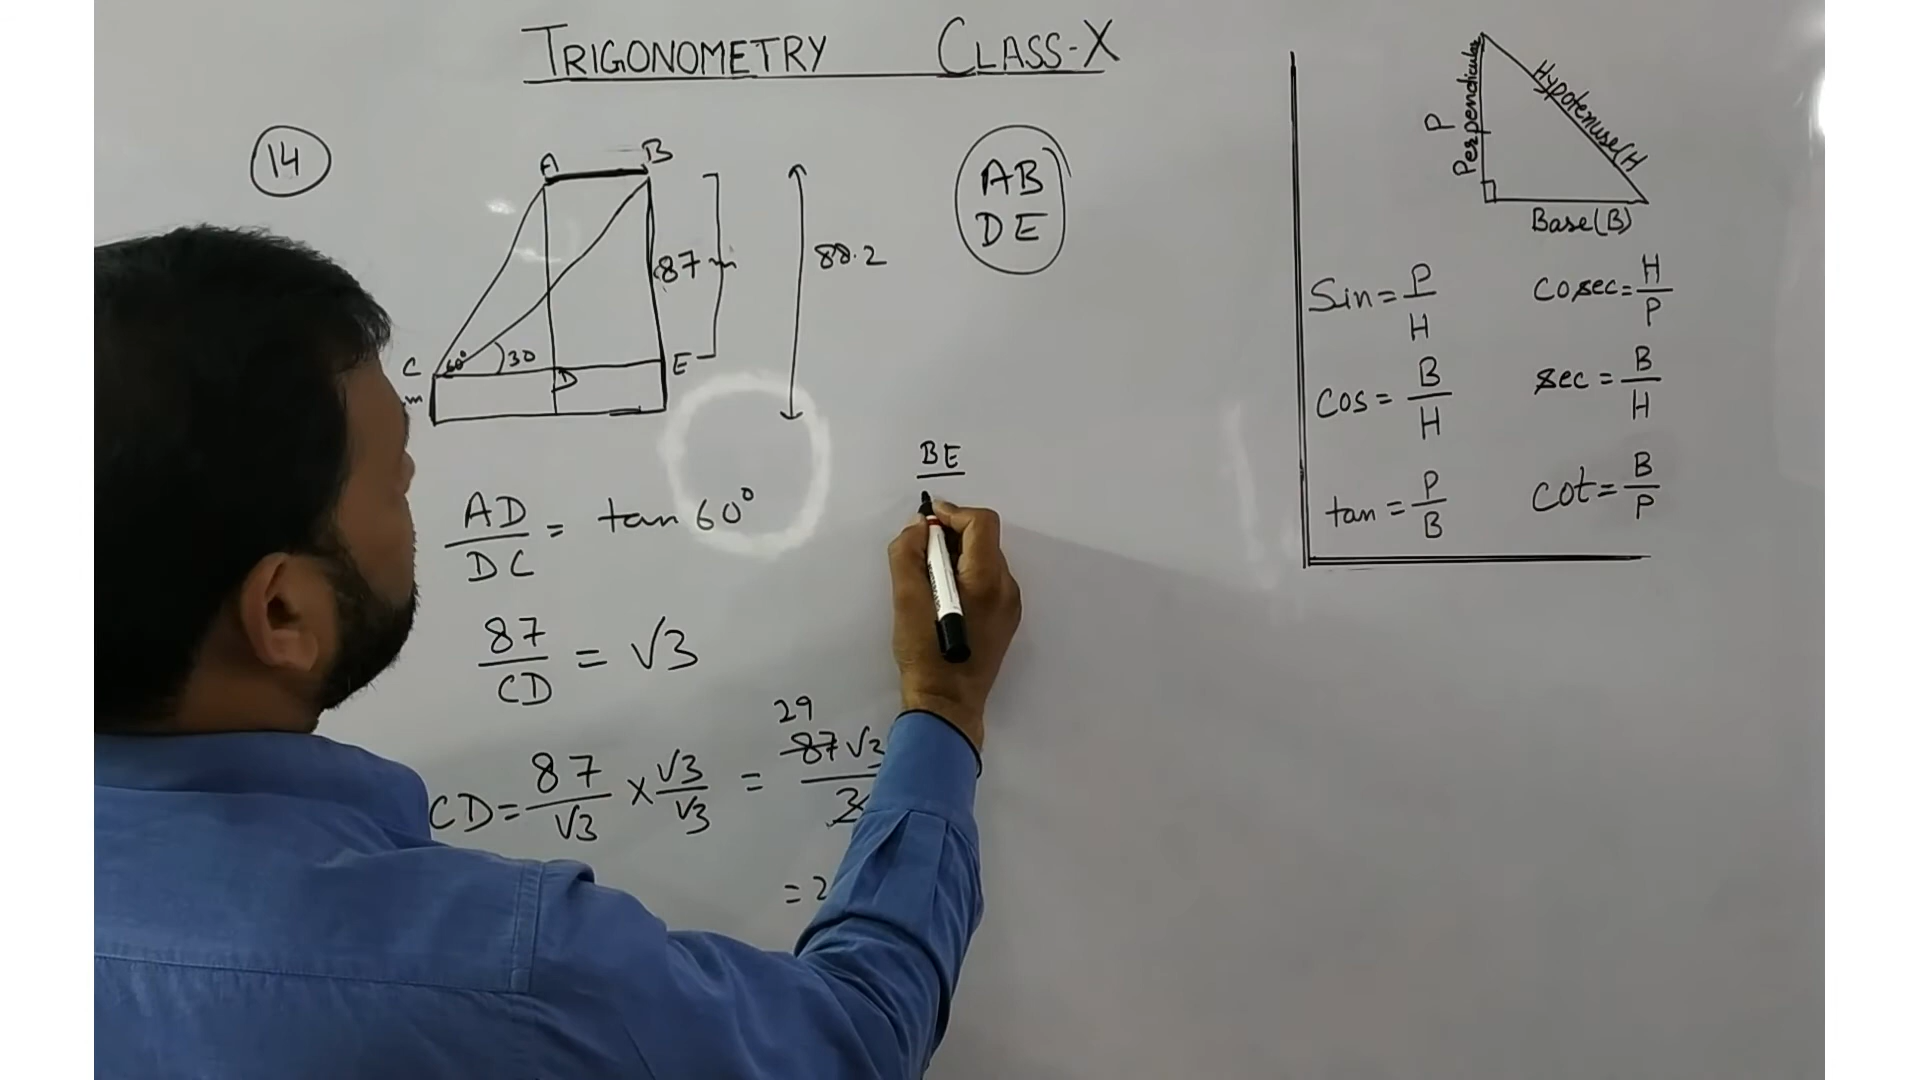 TRIGONOMETRY CLASS-X
14
A B
87 m
88.2
C 60° 30 D E
m
AB
DE
AD/DC = tan 60°
87/CD = √3
CD = 87/√3 × √3/√3 = 87√3/3
29
= 2
BE
P
Perpendicular
Hypotenuse(H
Base(B)
Sin = P/H cosec = H/P
cos = B/H sec = B/H
tan = P/B cot = B/P